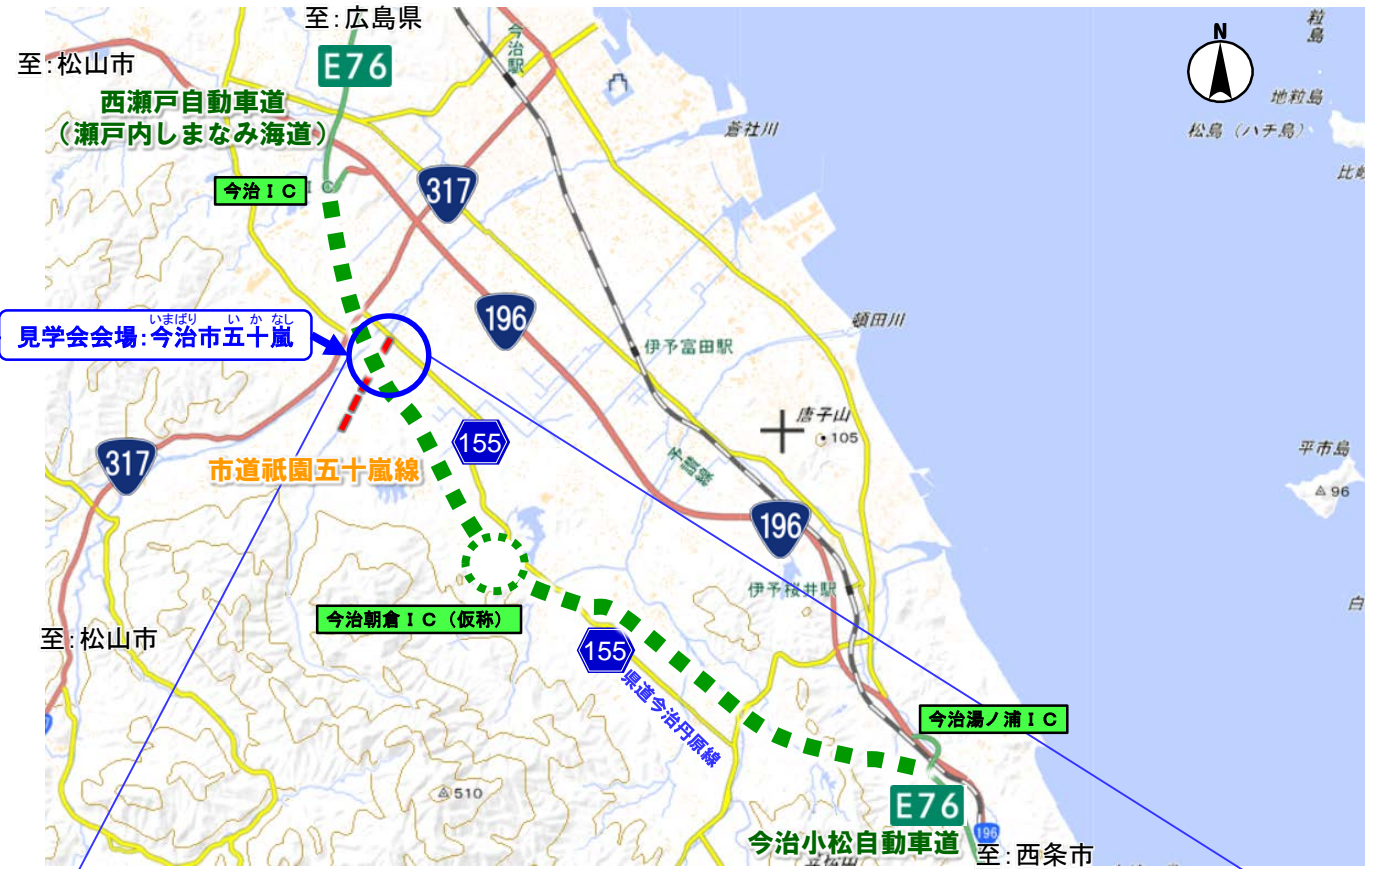 至:広島県
至:松山市
E76
西瀬戸自動車道
（瀬戸内しまなみ海道）
今治駅
N
粒島
地粒島
松島（ハチ島）
蒼社川
今治ＩＣ
ＩＣ
317
いまばり い か なし
見学会会場:今治市五十嵐
196
頓田川
伊予富田駅
唐子山
105
155
317
市道祇園五十嵐線
予讃線
平市島
96
196
伊予桜井駅
今治朝倉ＩＣ（仮称）
白
至:松山市
155
県道今治丹原線
今治湯ノ浦ＩＣ
510
E76
今治小松自動車道
196
至:西条市